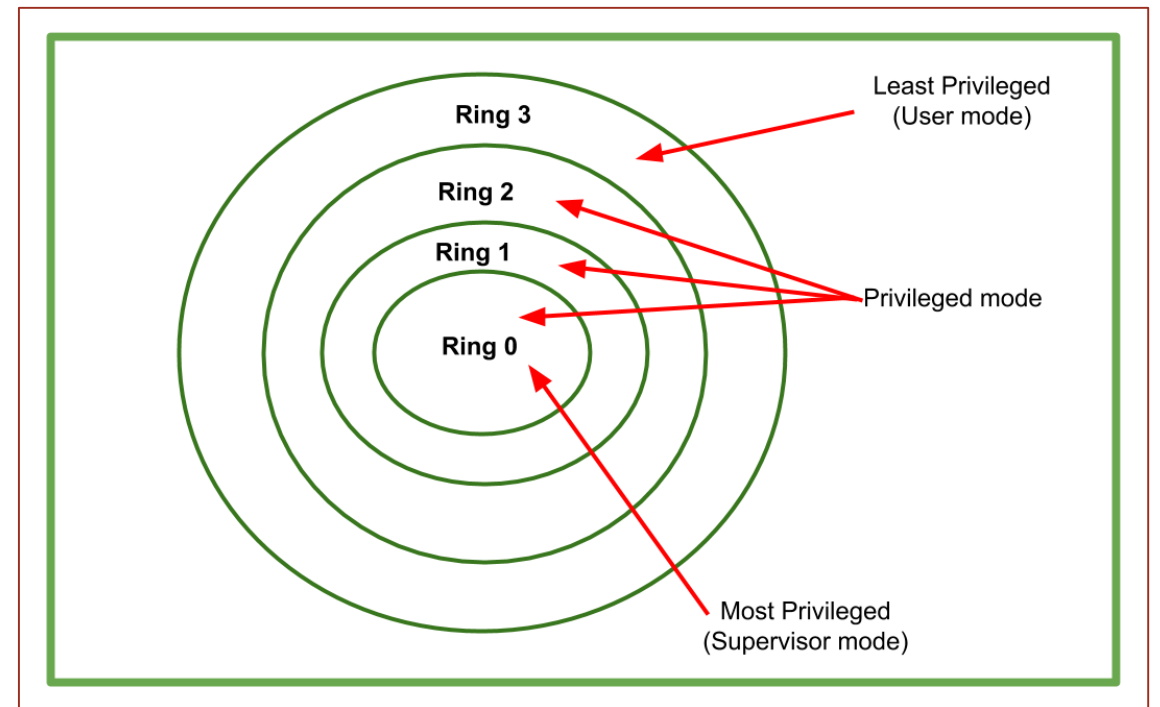 Least Privileged
(User mode)
Ring 3
Ring 2
Ring 1
Privileged mode
Ring 0
Most Privileged
(Supervisor mode)